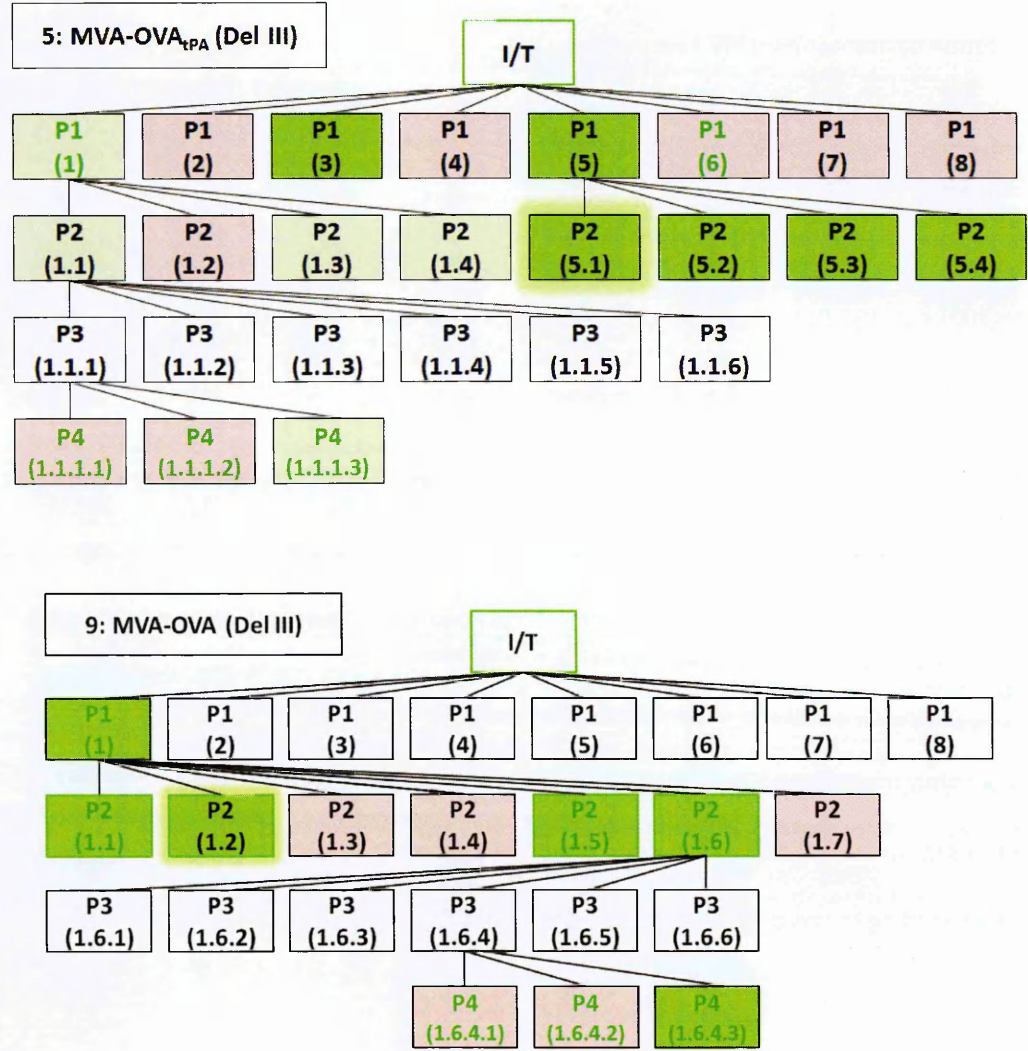 5: MVA-OVAtPA (Del III)
I/T
P1 P1 P1 P1 P1 P1 P1 P1
(1) (2) (3) (4) (5) (6) (7) (8)
P2 P2 P2 P2 P2 P2 P2 P2
(1.1) (1.2) (1.3) (1.4) (5.1) (5.2) (5.3) (5.4)
P3 P3 P3 P3 P3 P3
(1.1.1) (1.1.2) (1.1.3) (1.1.4) (1.1.5) (1.1.6)
P4 P4 P4
(1.1.1.1) (1.1.1.2) (1.1.1.3)
9: MVA-OVA (Del III)
I/T
P1 P1 P1 P1 P1 P1 P1 P1
(1) (2) (3) (4) (5) (6) (7) (8)
P2 P2 P2 P2 P2 P2 P2
(1.1) (1.2) (1.3) (1.4) (1.5) (1.6) (1.7)
P3 P3 P3 P3 P3 P3
(1.6.1) (1.6.2) (1.6.3) (1.6.4) (1.6.5) (1.6.6)
P4 P4 P4
(1.6.4.1) (1.6.4.2) (1.6.4.3)